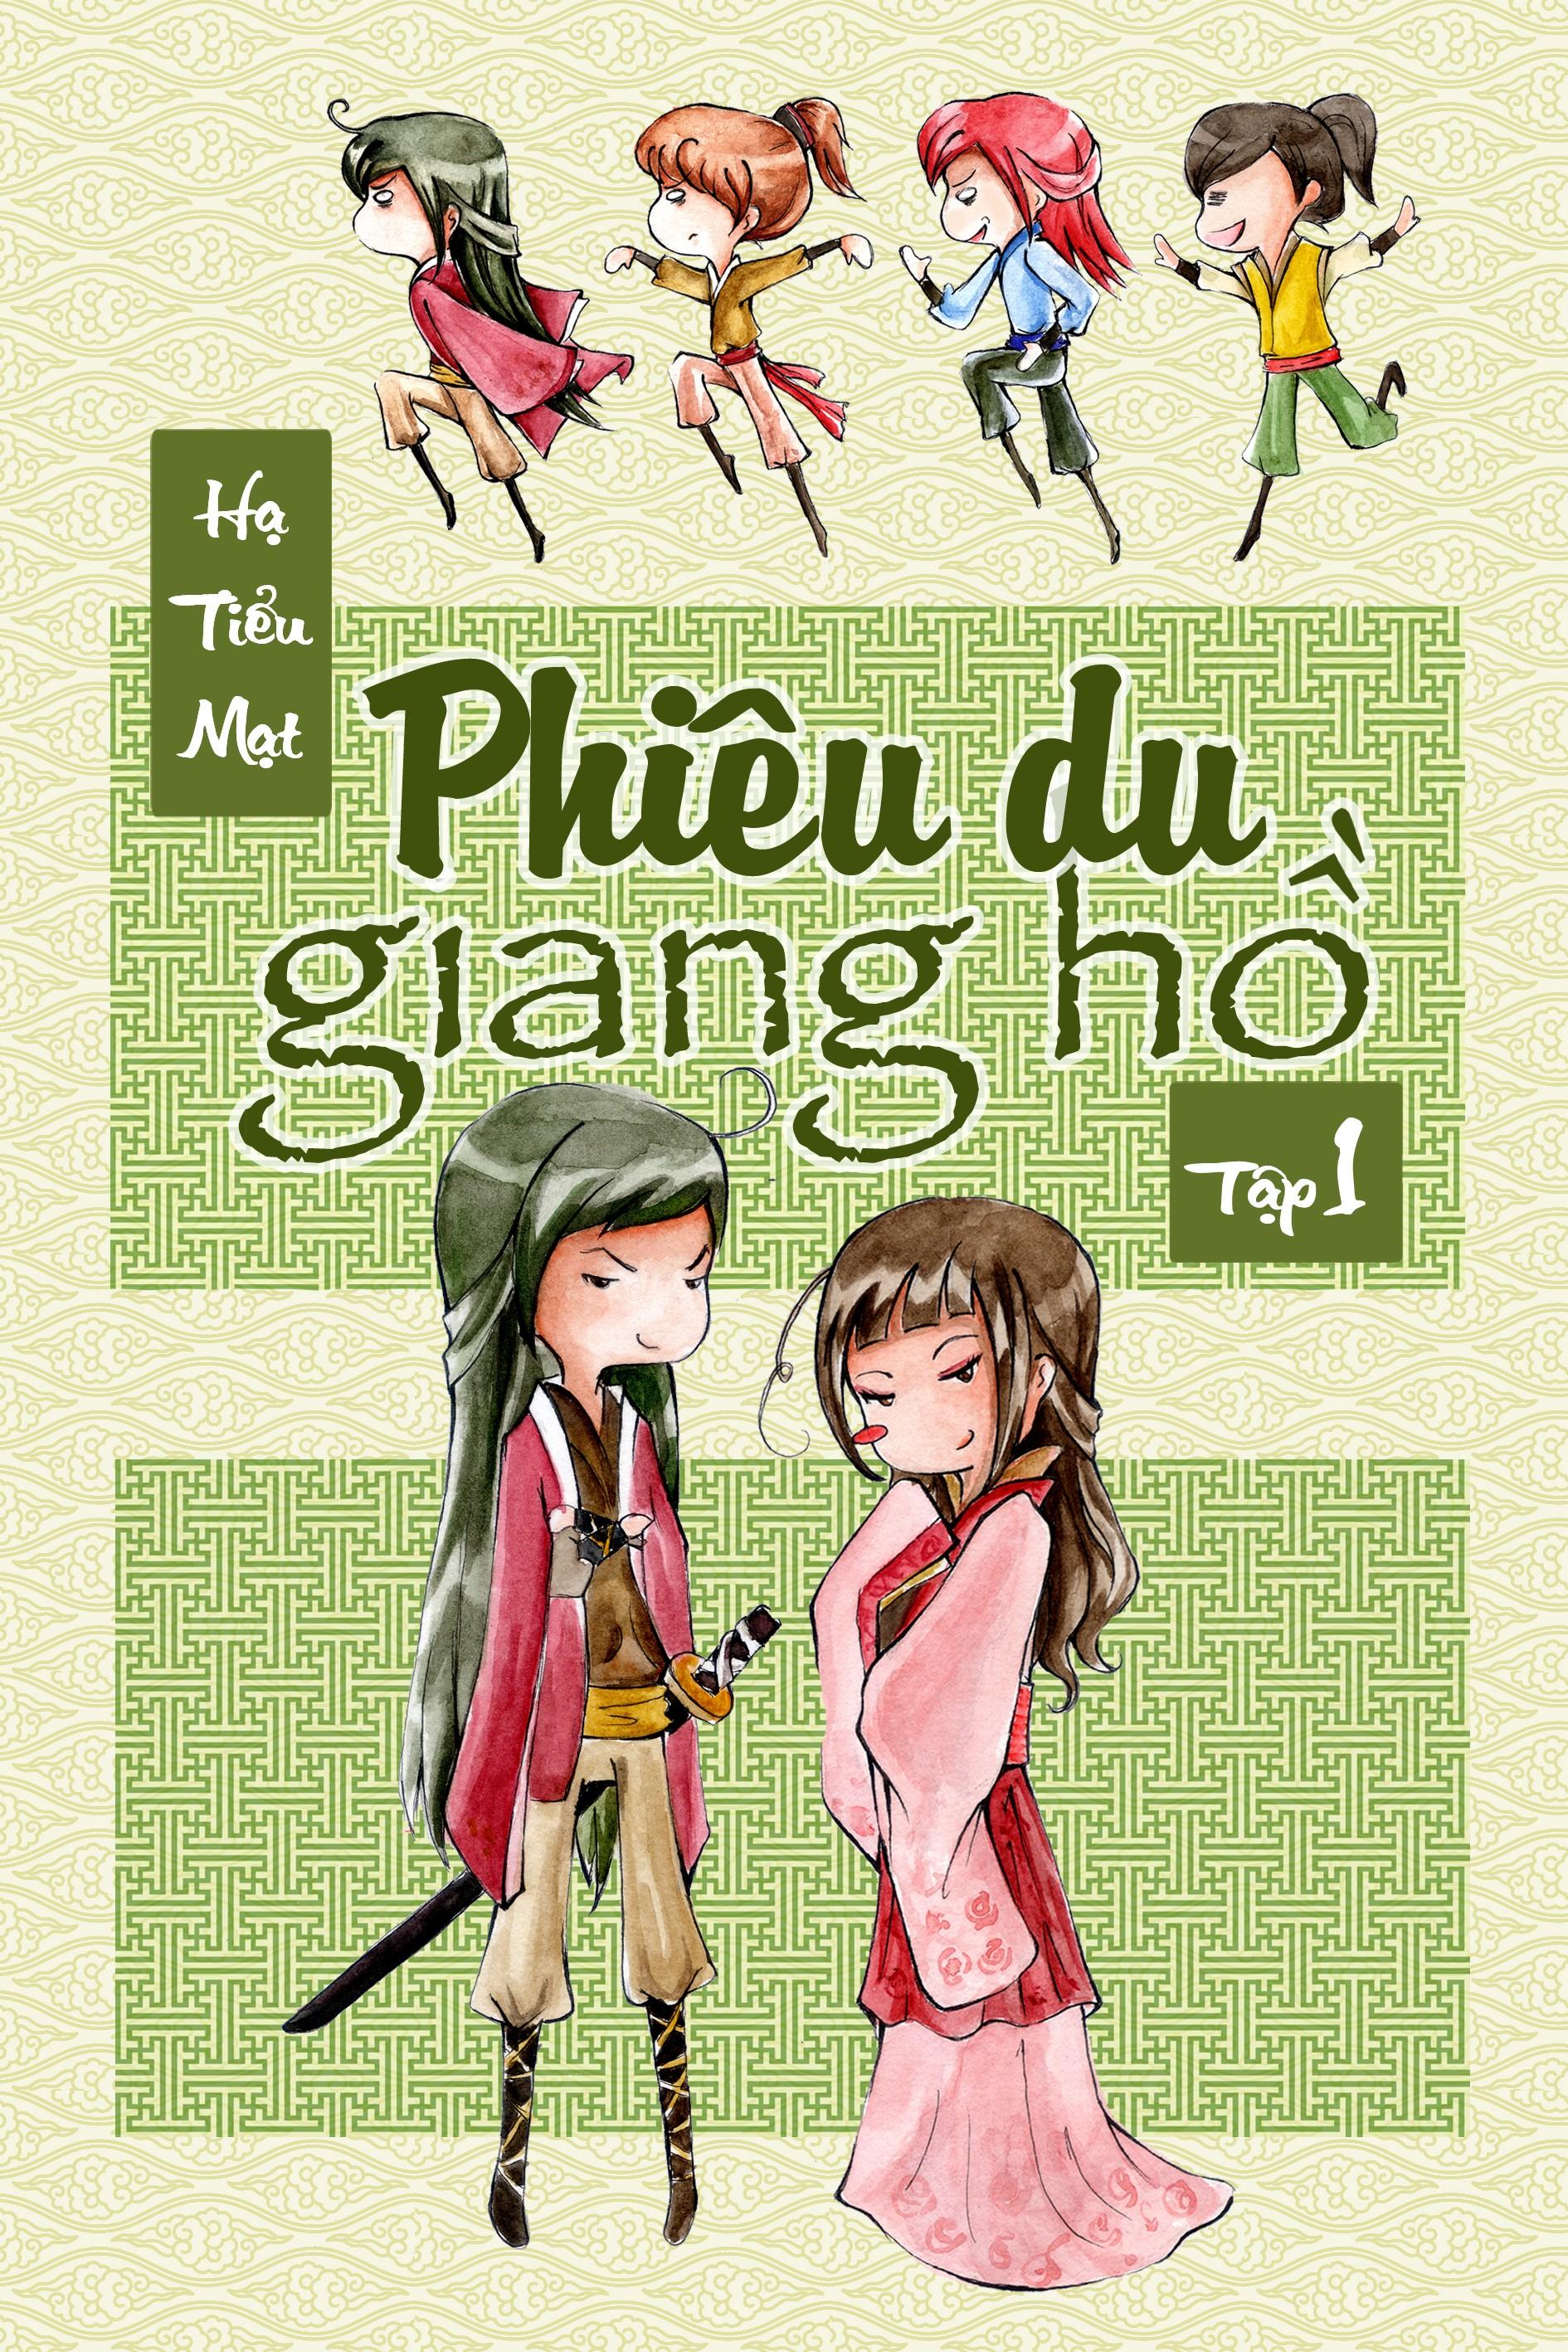 Hạ
Tiểu
Mạt
Phiêu du
giang hồ
Tập 1